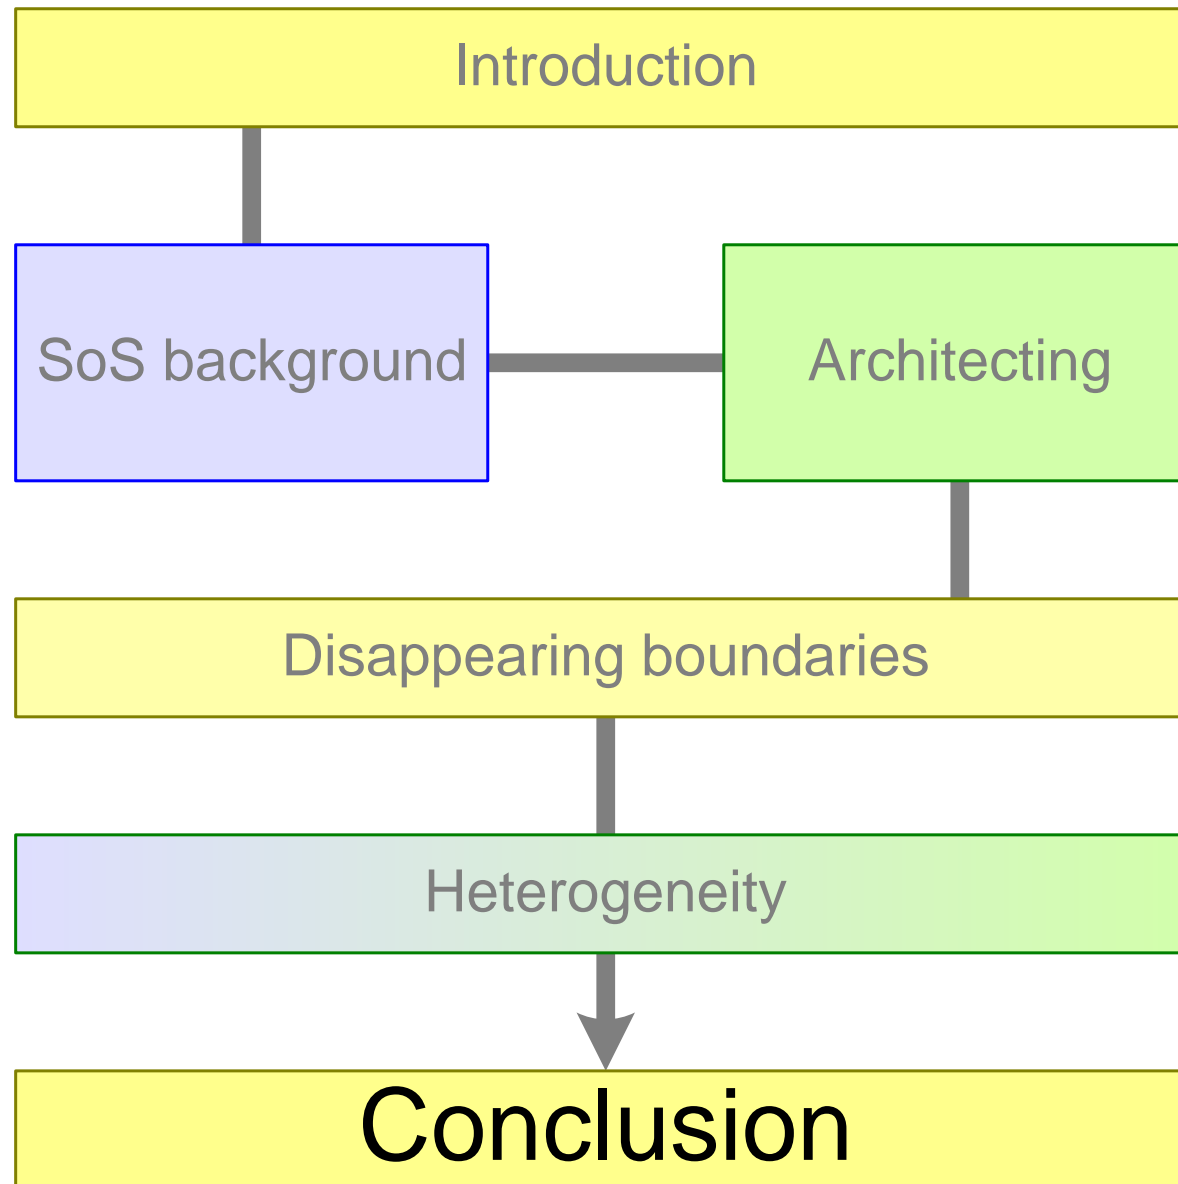 Introduction
SoS background
Architecting
Disappearing boundaries
Heterogeneity
Conclusion